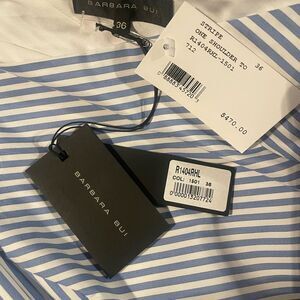 BARBARA BUI
36
STRIPE
ONE SHOULDER TO 36
R1404RHL-1501
712
$470.00
R1404RHL
COL: 1501 36
0000015207724
BARBARA BUI